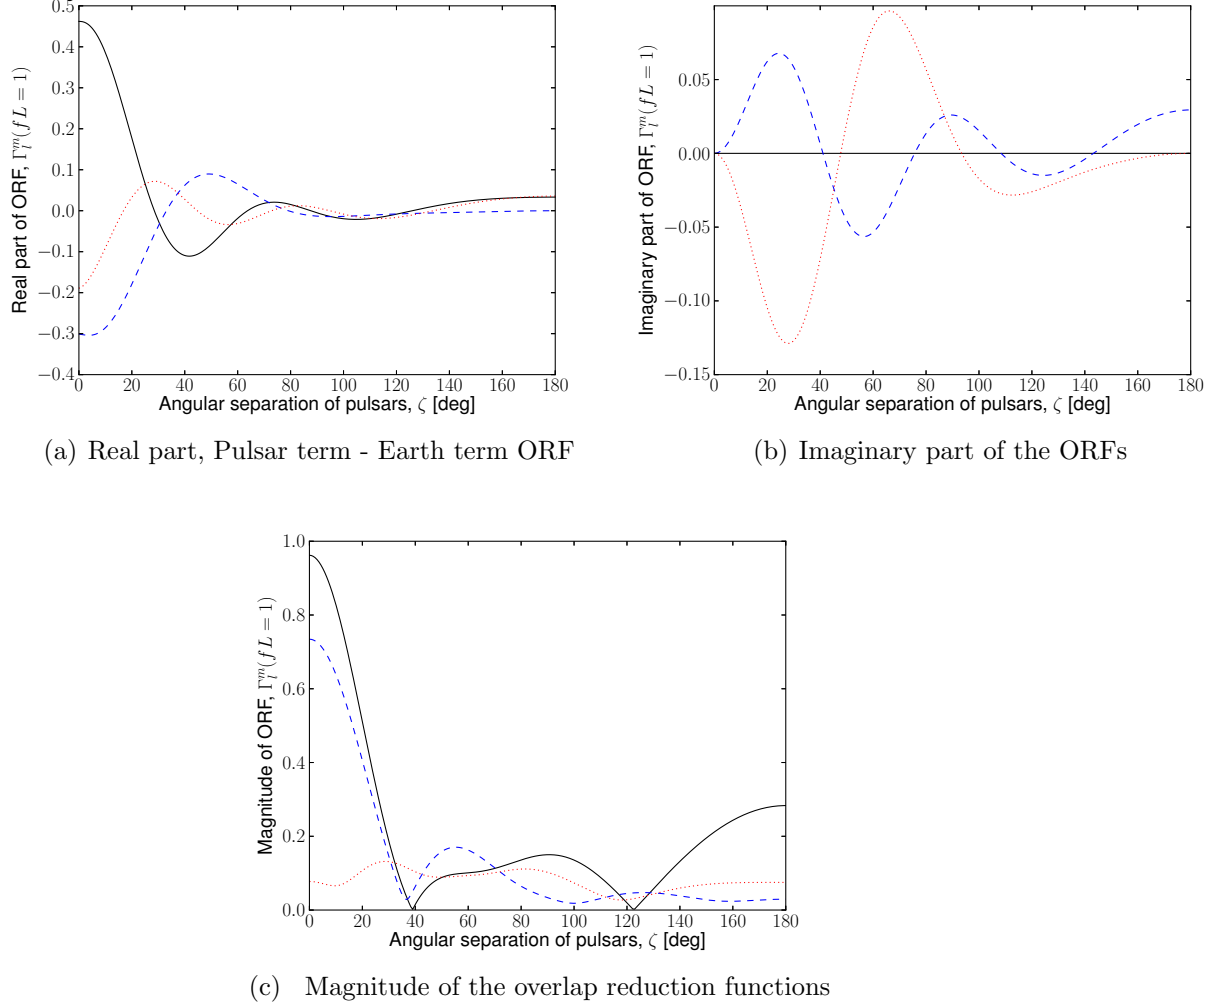 0.5
0.4
0.3
0.2
0.1
0.0
−0.1
−0.2
−0.3
−0.4
Real part of ORF, Γ_l^m(fL = 1)
0 20 40 60 80 100 120 140 160 180
Angular separation of pulsars, ζ [deg]
(a) Real part, Pulsar term - Earth term ORF
0.05
0.00
−0.05
−0.10
−0.15
Imaginary part of ORF, Γ_l^m(fL = 1)
0 20 40 60 80 100 120 140 160 180
Angular separation of pulsars, ζ [deg]
(b) Imaginary part of the ORFs
1.0
0.8
0.6
0.4
0.2
0.0
Magnitude of ORF, Γ_l^m(fL = 1)
0 20 40 60 80 100 120 140 160 180
Angular separation of pulsars, ζ [deg]
(c) Magnitude of the overlap reduction functions